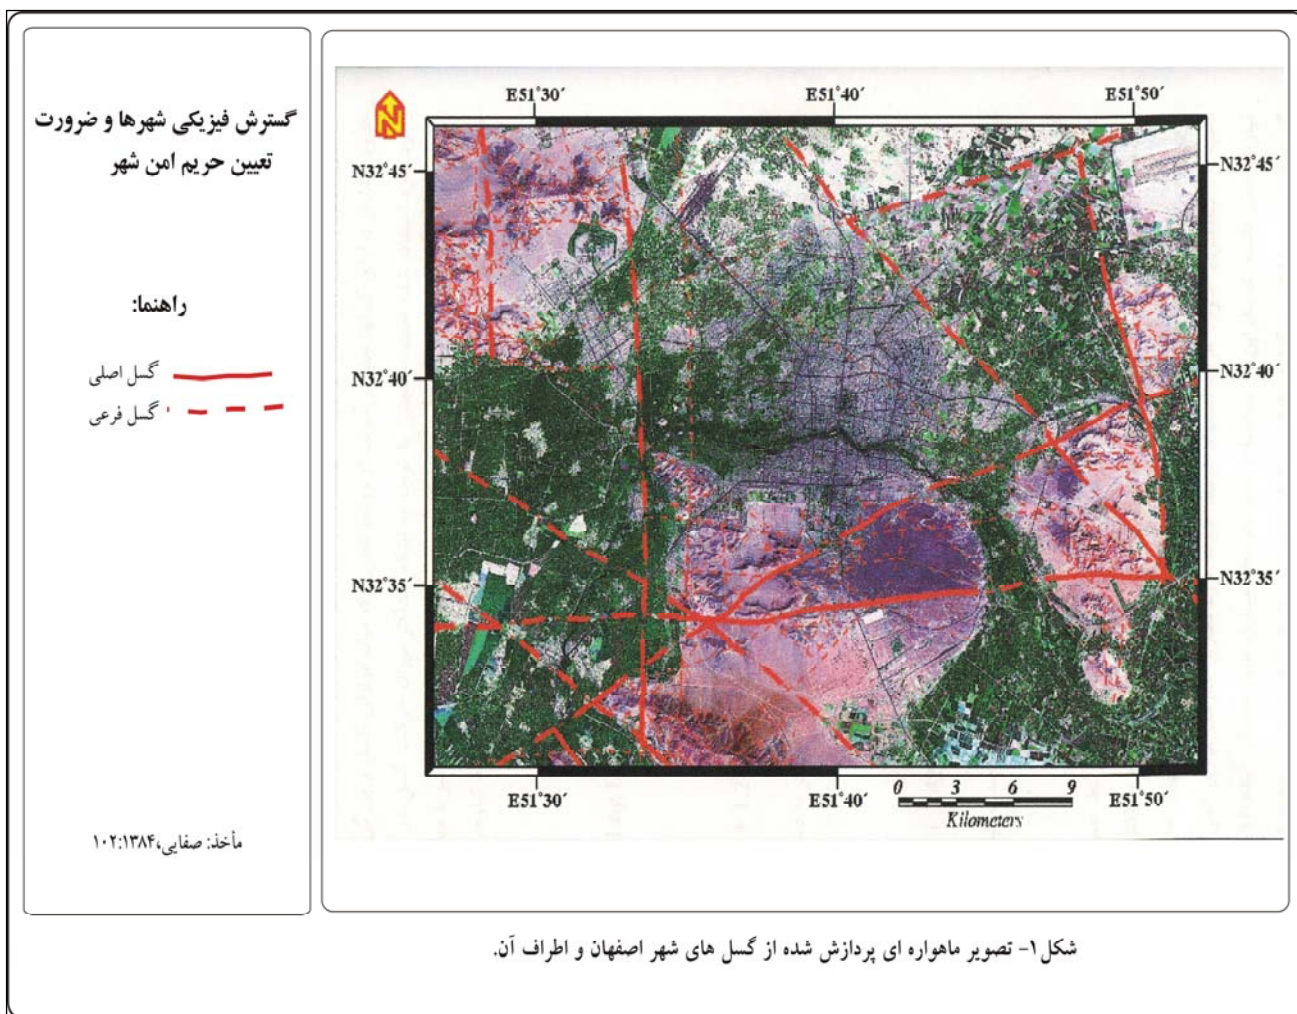 گسترش فیزیکی شهرها و ضرورت
تعیین حریم امن شهر
راهنما:
گسل اصلی
گسل فرعی
مأخذ: صفایی،۱۰۲:۱۳۸۴
N
E51°30′ E51°40′ E51°50′
N32°45′ N32°45′
N32°40′ N32°40′
N32°35′ N32°35′
E51°30′ E51°40′ E51°50′
0 3 6 9
Kilometers
شکل۱- تصویر ماهواره ای پردازش شده از گسل های شهر اصفهان و اطراف آن.